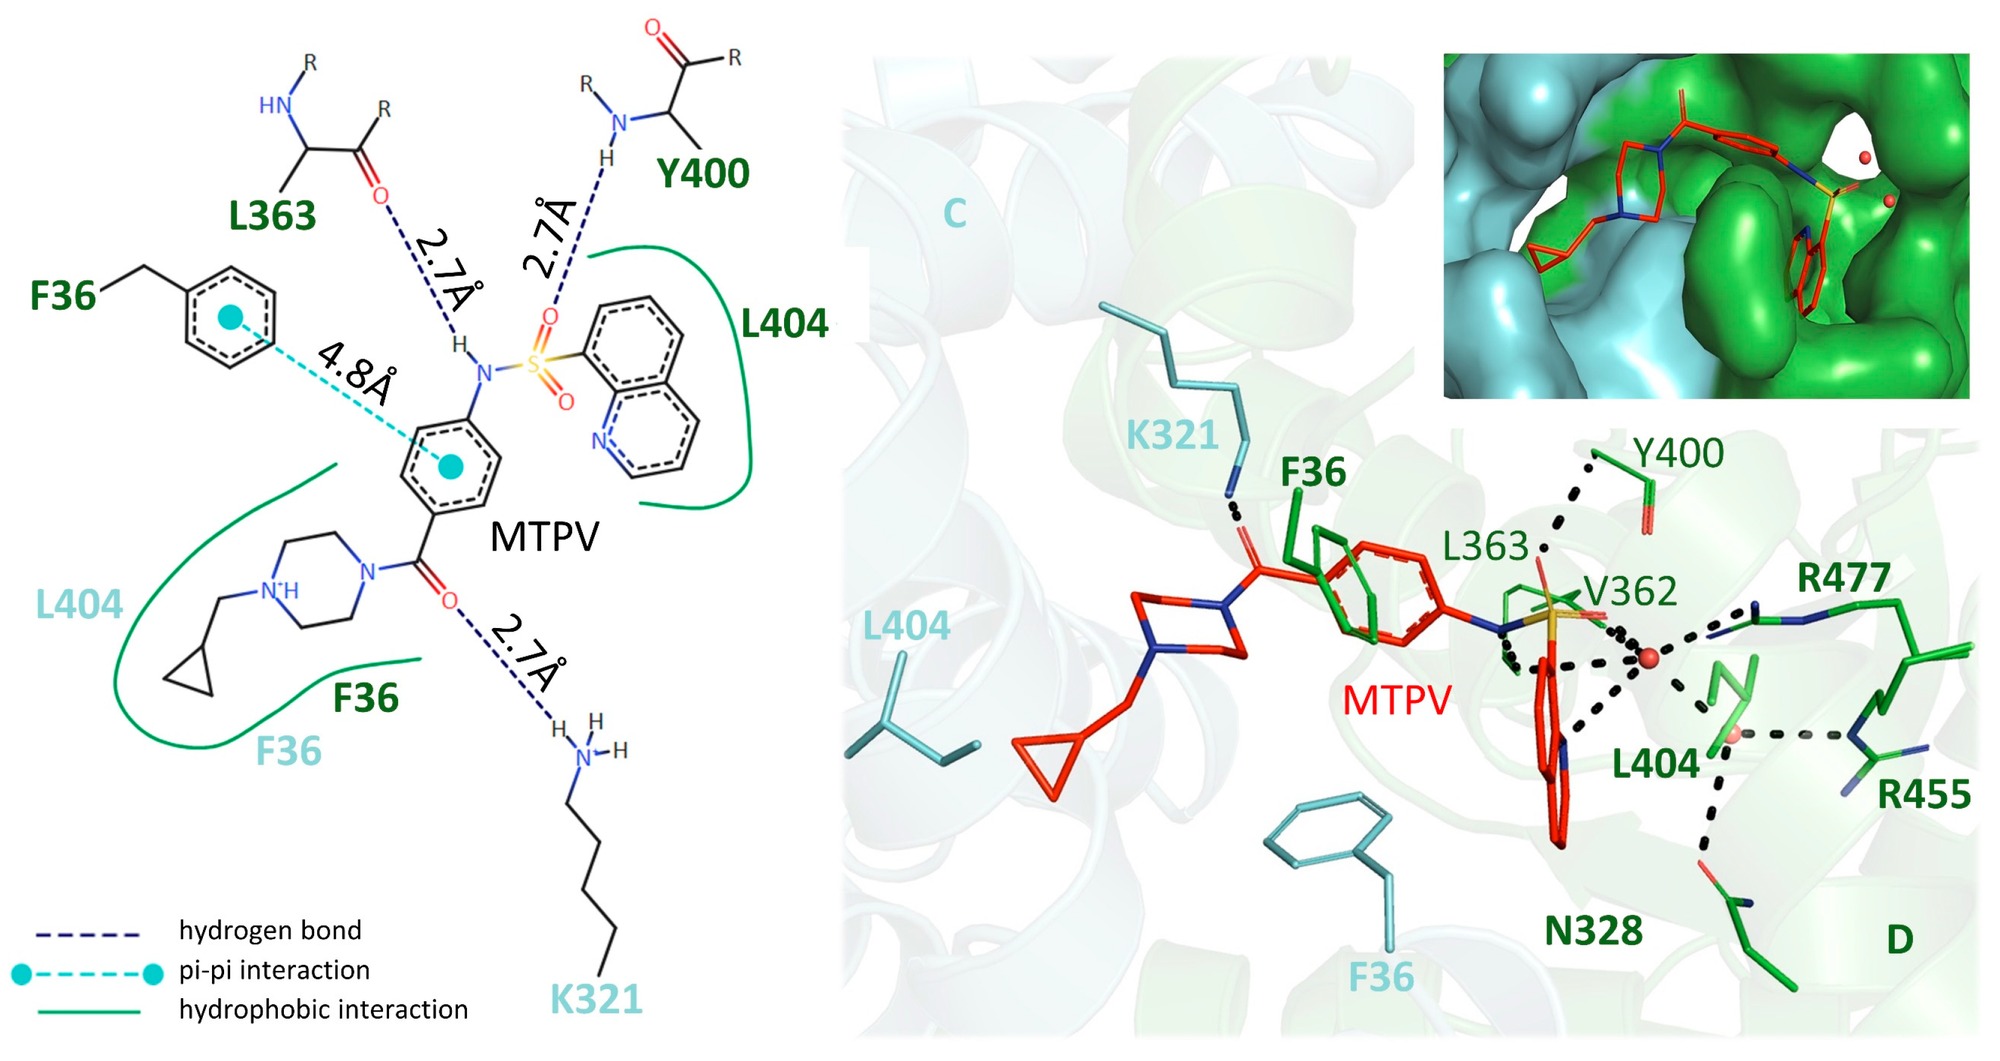 O
R
R
Y400
R
N
H
R
HN
R
O
L363
2.7Å
2.7Å
F36
4.8Å
L404
H
N
O
S
O
N
MTPV
L404
N
N⁺H
O
2.7Å
F36
F36
H
H
N⁺
H
K321
hydrogen bond
pi-pi interaction
hydrophobic interaction
C
K321
F36
Y400
L363
V362
R477
L404
MTPV
L404
R455
N328
F36
D